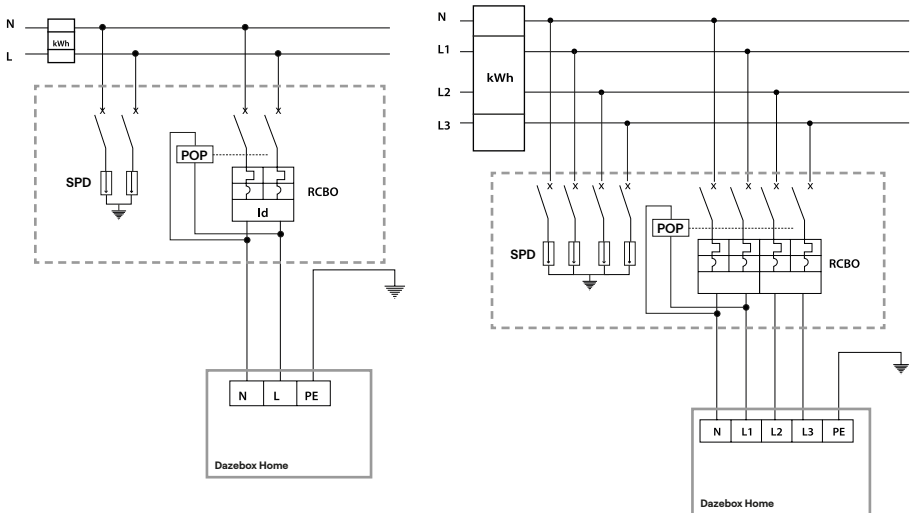 N
kWh
L
POP
SPD
RCBO
Id
N L PE
Dazebox Home
N
L1
kWh
L2
L3
POP
SPD
RCBO
N L1 L2 L3 PE
Dazebox Home